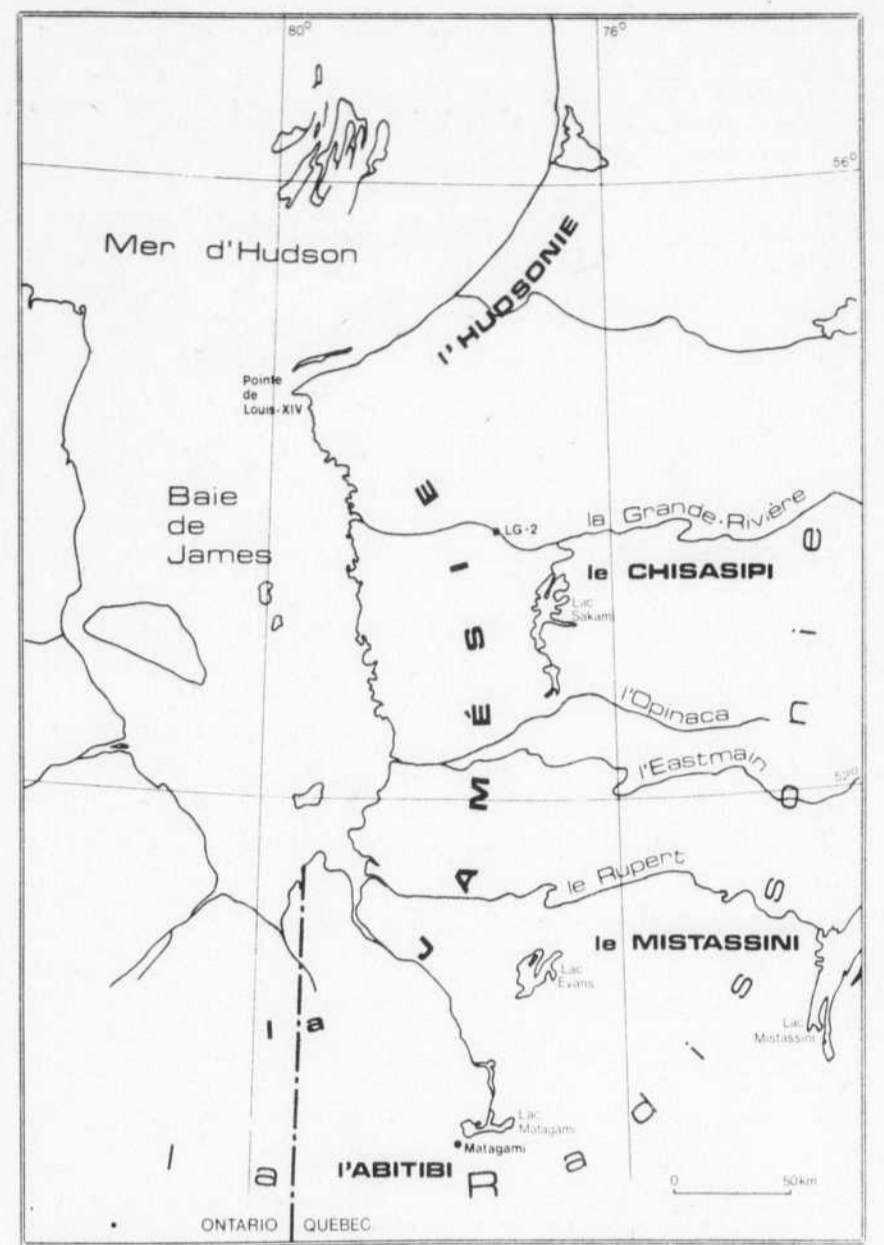 80°
76°
56°
Mer d'Hudson
l'HUDSONIE
Pointe
de
Louis-XIV
Baie
de
James
LG-2
la Grande-Rivière
le CHISASIPI
Lac
Sakami
l'Opinaca
l'Eastmain
52°
le Rupert
le MISTASSINI
Lac
Evans
Lac
Mistassini
la JAMÉSIE
Lac
Matagami
Matagami
l'ABITIBI
la Radissonie
0 50km
ONTARIO QUÉBEC